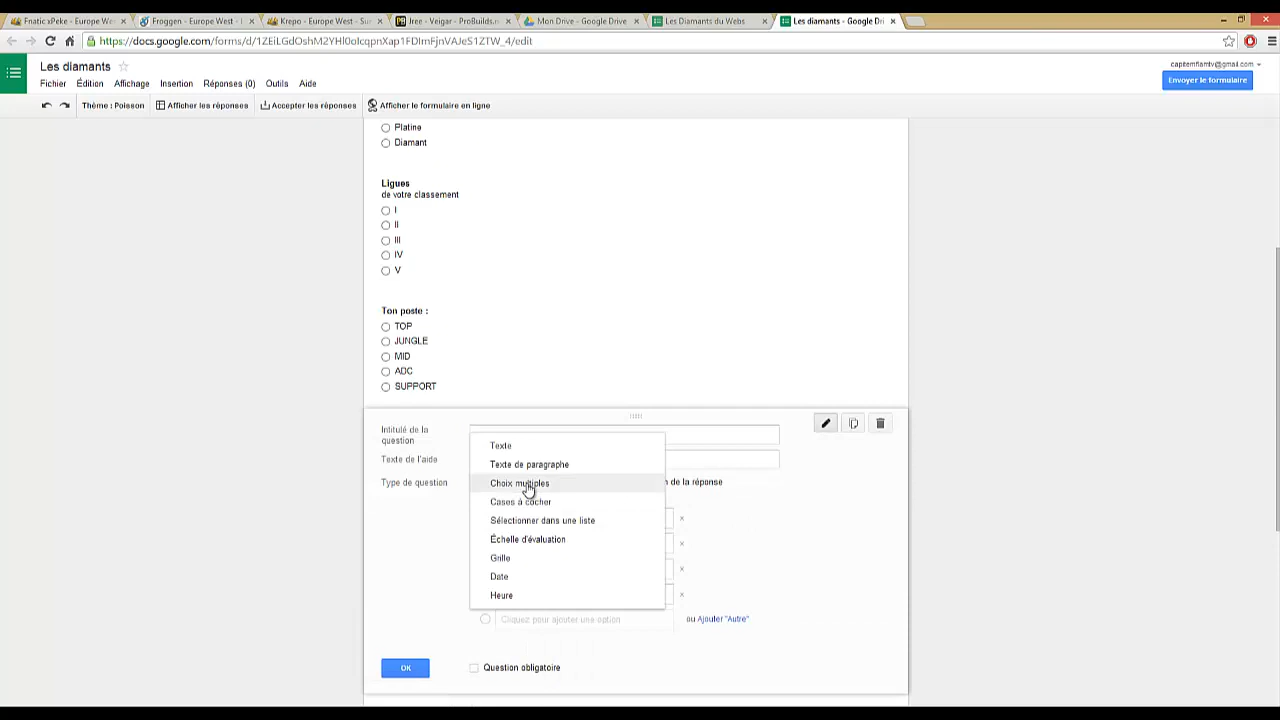 Fnatic xPeke - Europe We
Froggen - Europe West - I
Krepo - Europe West - Su
Jree - Veigar - ProBuilds.n
Mon Drive - Google Drive
Les Diamants du Webs
Les diamants - Google Dri
https://docs.google.com/forms/d/1ZEiLGdOshM2YHl0olcqpnXap1FDImFjnVAJeS1ZTW_4/edit
Les diamants
capitemflamtv@gmail.com
Fichier Édition Affichage Insertion Réponses (0) Outils Aide
Envoyer le formulaire
Thème : Poisson Afficher les réponses Accepter les réponses Afficher le formulaire en ligne
Platine
Diamant
Ligues
de votre classement
I
II
III
IV
V
Ton poste :
TOP
JUNGLE
MID
ADC
SUPPORT
Intitulé de la
question
Texte de l'aide
Type de question
Texte
Texte de paragraphe
Choix multiples
n de la réponse
Cases à cocher
Sélectionner dans une liste
Échelle d'évaluation
Grille
Date
Heure
Cliquez pour ajouter une option
ou Ajouter "Autre"
OK
Question obligatoire